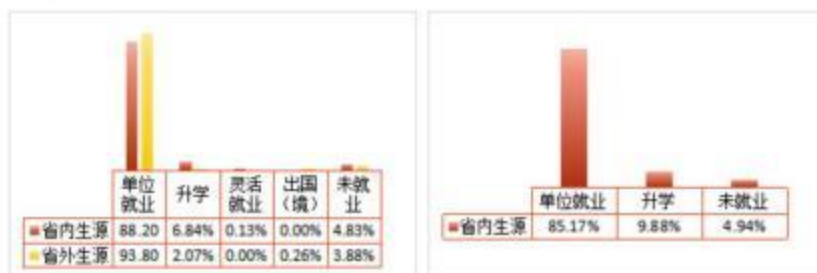 单位就业 升学 灵活就业 出国（境） 未就业
省内生源 88.20 6.84% 0.13% 0.00% 4.83%
省外生源 93.80 2.07% 0.00% 0.26% 3.88%
单位就业 升学 未就业
省内生源 85.17% 9.88% 4.94%